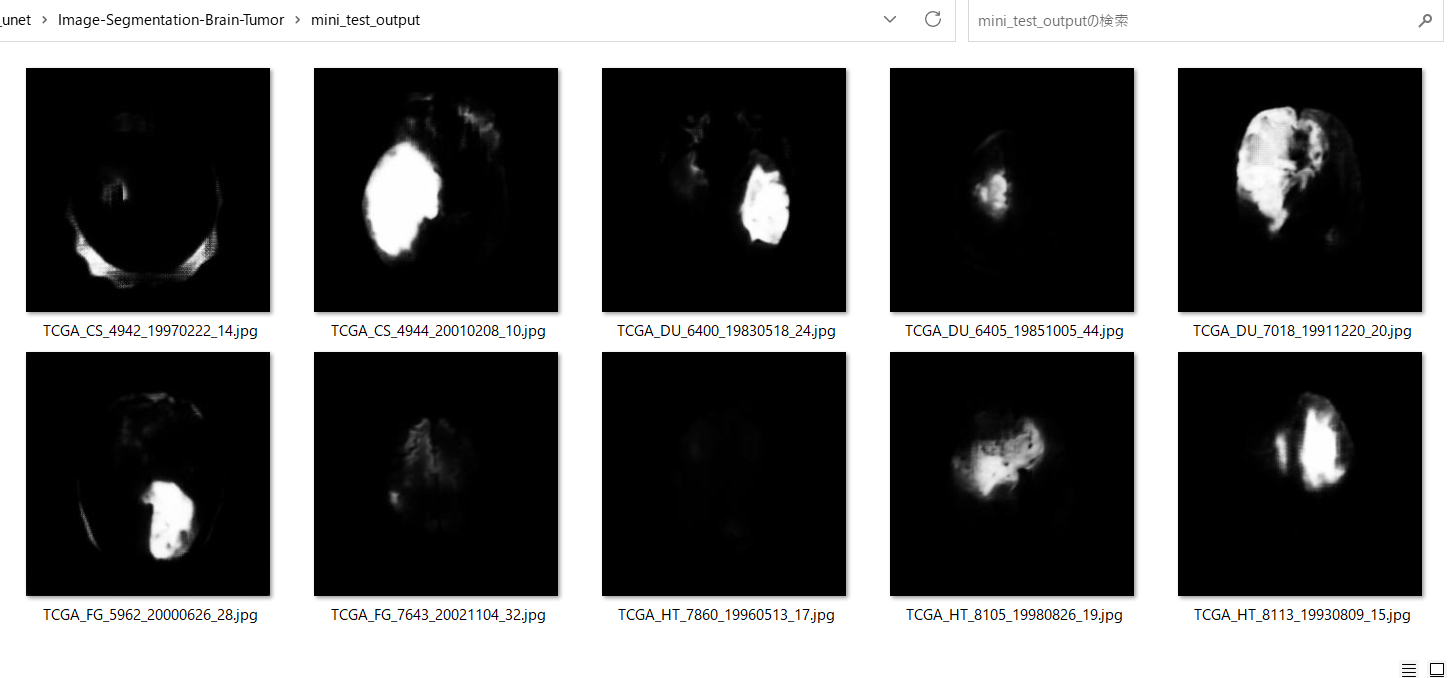 _unet › Image-Segmentation-Brain-Tumor › mini_test_output
mini_test_outputの検索
TCGA_CS_4942_19970222_14.jpg
TCGA_CS_4944_20010208_10.jpg
TCGA_DU_6400_19830518_24.jpg
TCGA_DU_6405_19851005_44.jpg
TCGA_DU_7018_19911220_20.jpg
TCGA_FG_5962_20000626_28.jpg
TCGA_FG_7643_20021104_32.jpg
TCGA_HT_7860_19960513_17.jpg
TCGA_HT_8105_19980826_19.jpg
TCGA_HT_8113_19930809_15.jpg